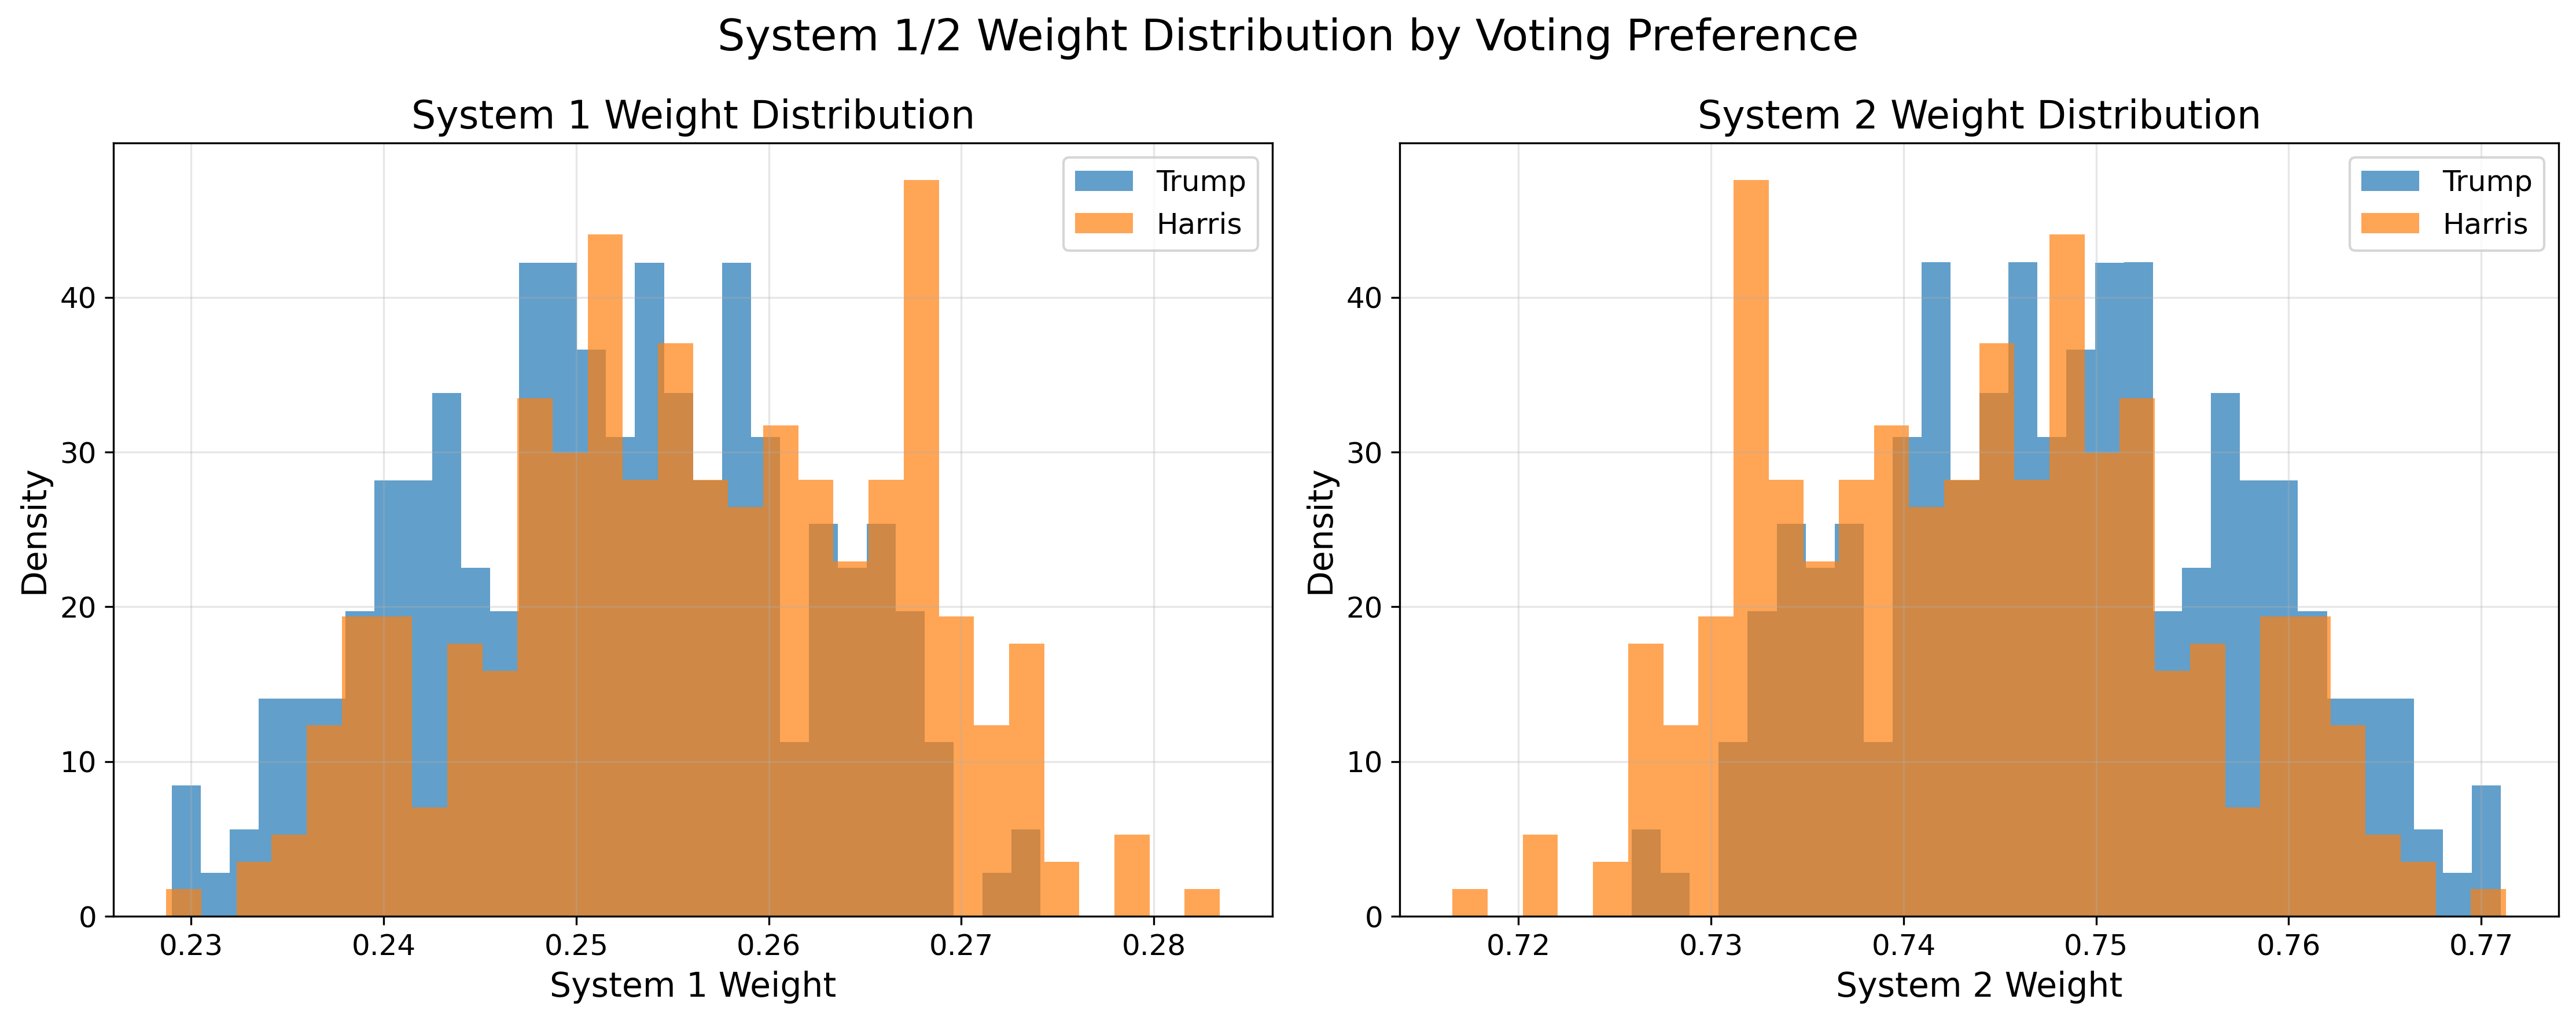 System 1/2 Weight Distribution by Voting Preference
System 1 Weight Distribution
Trump
Harris
Density
40
30
20
10
0
0.23 0.24 0.25 0.26 0.27 0.28
System 1 Weight
System 2 Weight Distribution
Trump
Harris
Density
40
30
20
10
0
0.72 0.73 0.74 0.75 0.76 0.77
System 2 Weight